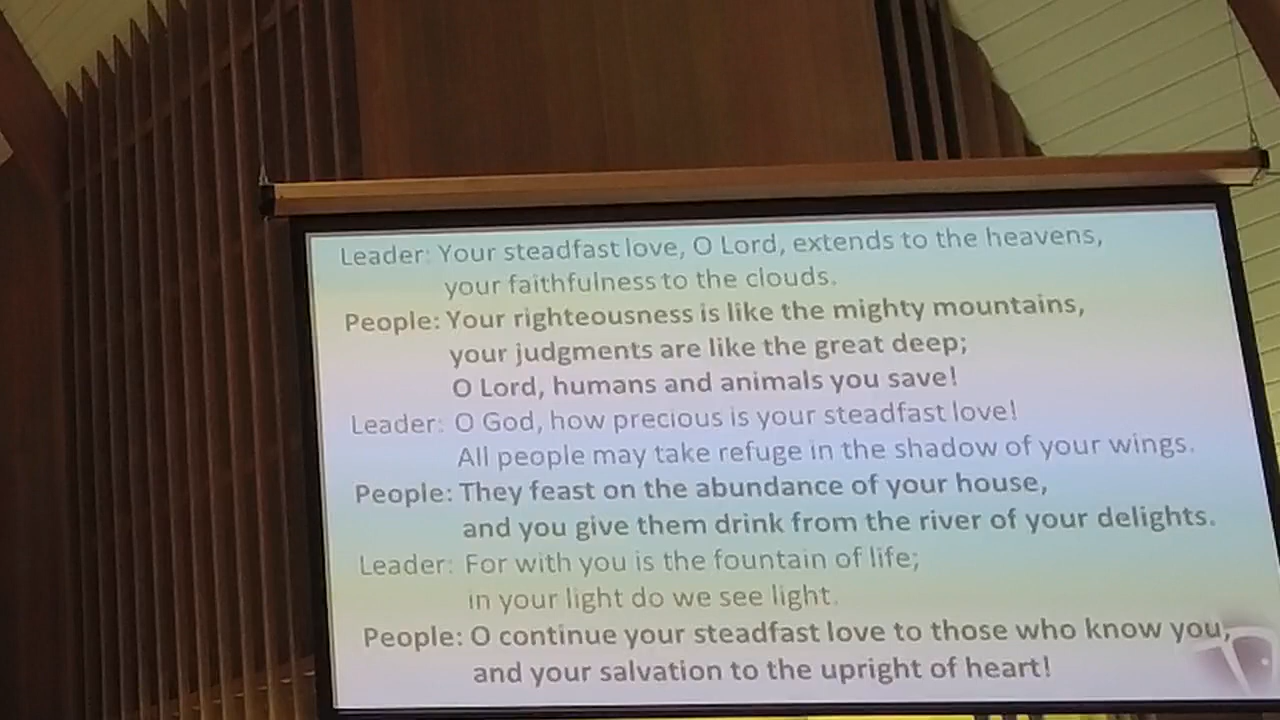 Leader: Your steadfast love, O Lord, extends to the heavens,
your faithfulness to the clouds.
People: Your righteousness is like the mighty mountains,
your judgments are like the great deep;
O Lord, humans and animals you save!
Leader: O God, how precious is your steadfast love!
All people may take refuge in the shadow of your wings.
People: They feast on the abundance of your house,
and you give them drink from the river of your delights.
Leader: For with you is the fountain of life;
in your light do we see light.
People: O continue your steadfast love to those who know you,
and your salvation to the upright of heart!